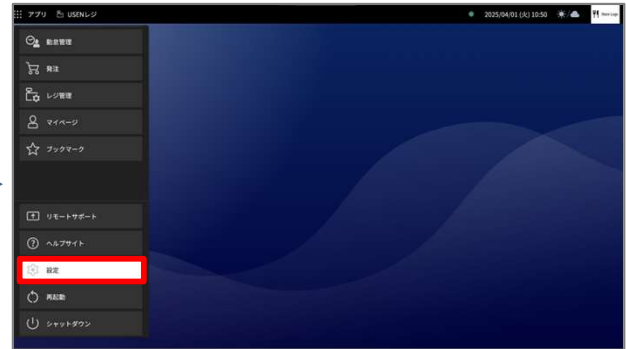 アプリ USENレジ 2025/04/01 (火) 10:50
勤怠管理
発注
レジ管理
マイページ
ブックマーク
リモートサポート
ヘルプサイト
設定
再起動
シャットダウン